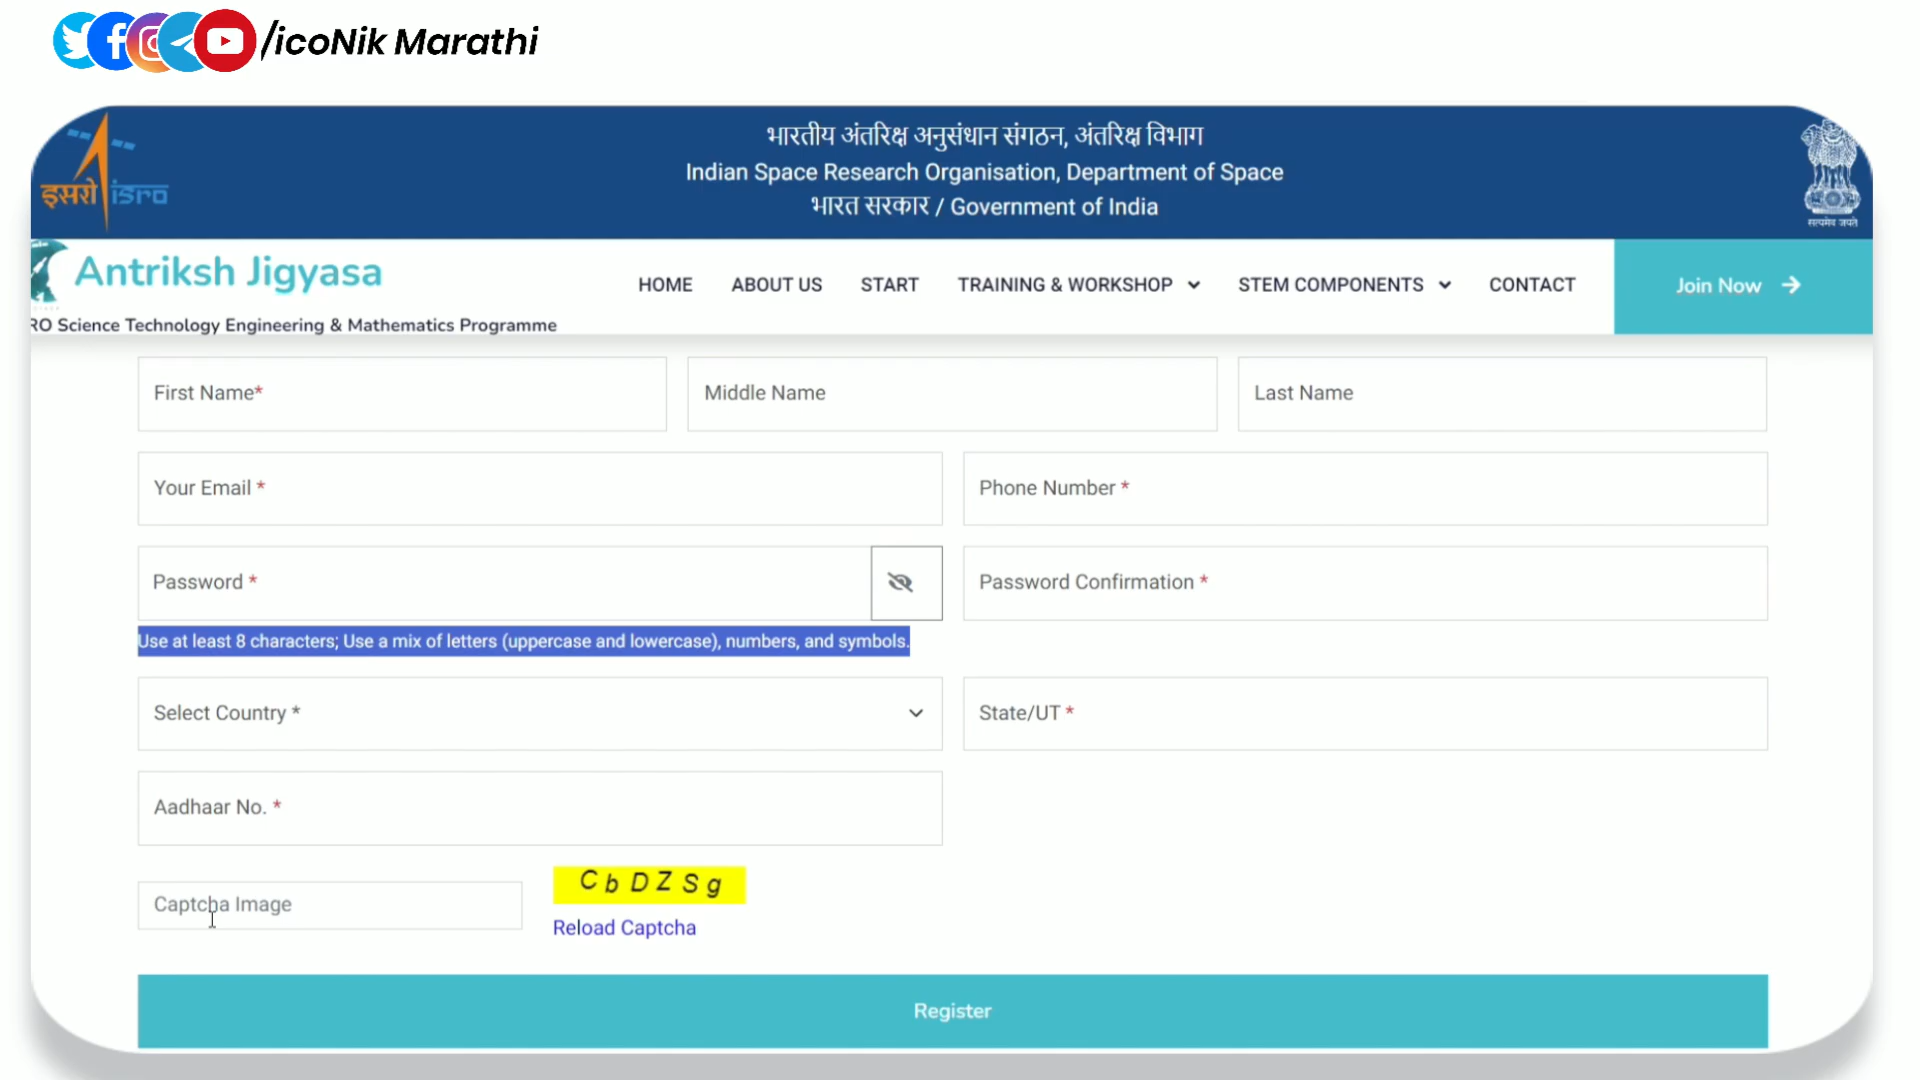 /icoNik Marathi
भारतीय अंतरिक्ष अनुसंधान संगठन, अंतरिक्ष विभाग
Indian Space Research Organisation, Department of Space
भारत सरकार / Government of India
इसरो isro
सत्यमेव जयते
Antriksh Jigyasa
RO Science Technology Engineering & Mathematics Programme
HOME ABOUT US START TRAINING & WORKSHOP STEM COMPONENTS CONTACT Join Now
First Name* Middle Name Last Name
Your Email * Phone Number *
Password * Password Confirmation *
Use at least 8 characters; Use a mix of letters (uppercase and lowercase), numbers, and symbols.
Select Country * State/UT *
Aadhaar No. *
Captcha Image CbDZSg
Reload Captcha
Register